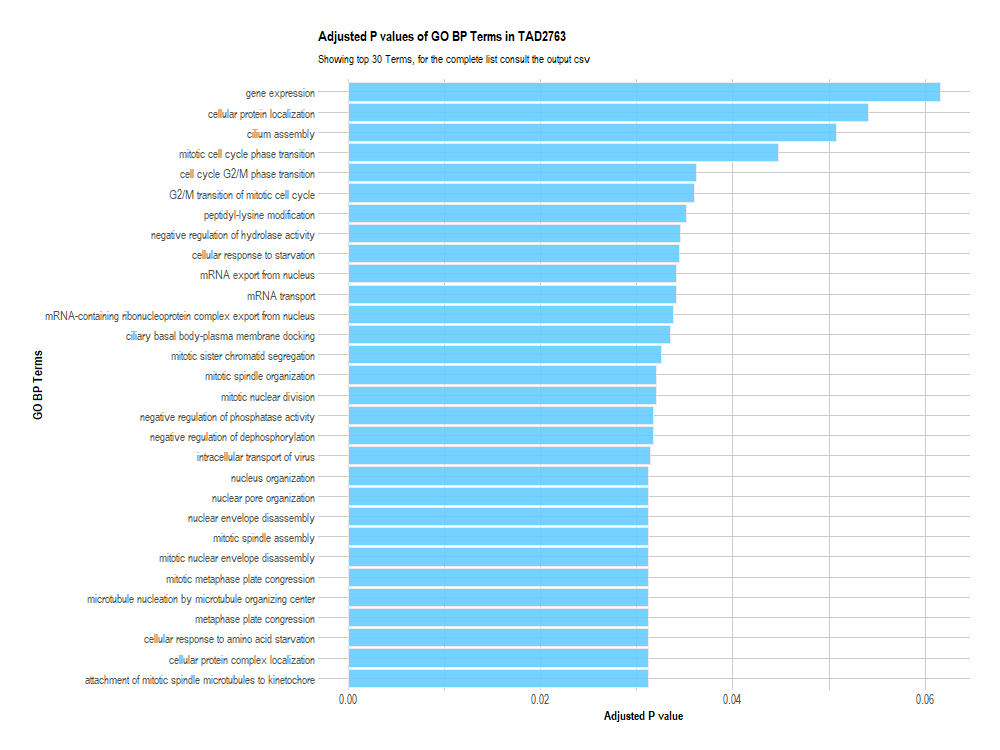 Adjusted P values of GO BP Terms in TAD2763
Showing top 30 Terms, for the complete list consult the output csv
gene expression
cellular protein localization
cilium assembly
mitotic cell cycle phase transition
cell cycle G2/M phase transition
G2/M transition of mitotic cell cycle
peptidyl-lysine modification
negative regulation of hydrolase activity
cellular response to starvation
mRNA export from nucleus
mRNA transport
mRNA-containing ribonucleoprotein complex export from nucleus
ciliary basal body-plasma membrane docking
mitotic sister chromatid segregation
mitotic spindle organization
mitotic nuclear division
negative regulation of phosphatase activity
negative regulation of dephosphorylation
intracellular transport of virus
nucleus organization
nuclear pore organization
nuclear envelope disassembly
mitotic spindle assembly
mitotic nuclear envelope disassembly
mitotic metaphase plate congression
microtubule nucleation by microtubule organizing center
metaphase plate congression
cellular response to amino acid starvation
cellular protein complex localization
attachment of mitotic spindle microtubules to kinetochore
GO BP Terms
0.00 0.02 0.04 0.06
Adjusted P value